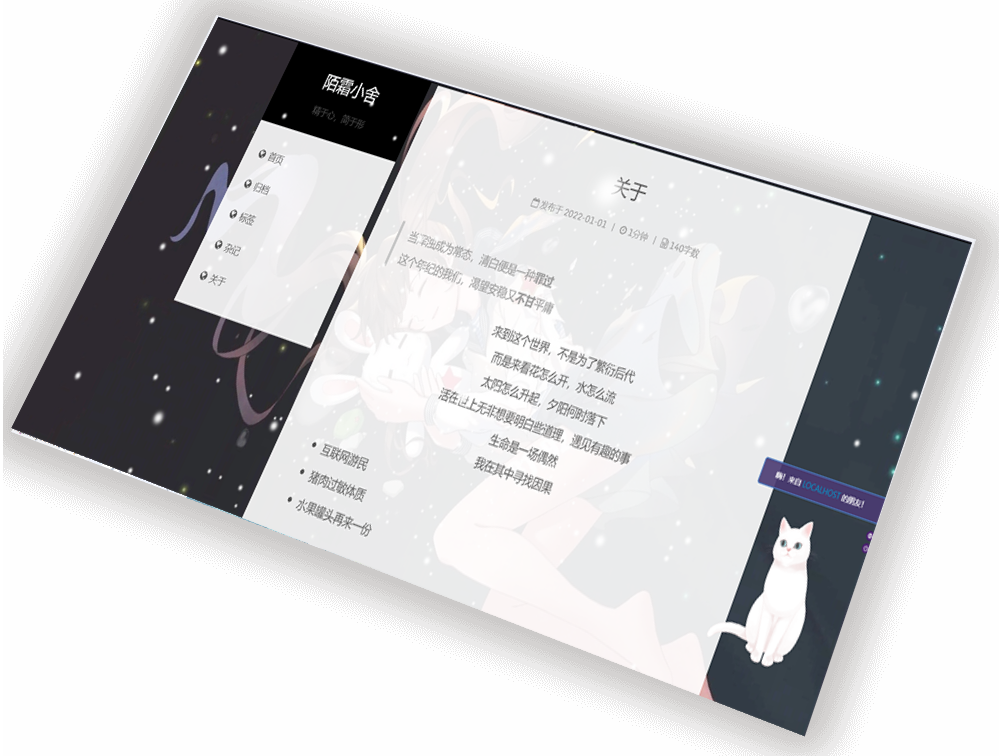 陌霜小舍
精于心，简于形
首页
归档
标签
杂记
关于
关于
发布于 2022-01-01 | 1分钟 | 140字数
当浑浊成为常态，清白便是一种罪过
这个年纪的我们，渴望安稳又不甘平庸
来到这个世界，不是为了繁衍后代
而是来看花怎么开，水怎么流
太阳怎么升起，夕阳何时落下
活在世上无非想要明白些道理，遇见有趣的事
生命是一场偶然
我在其中寻找因果
互联网游民
猪肉过敏体质
水果罐头再来一份
嗨！来自 LOCALHOST 的朋友！